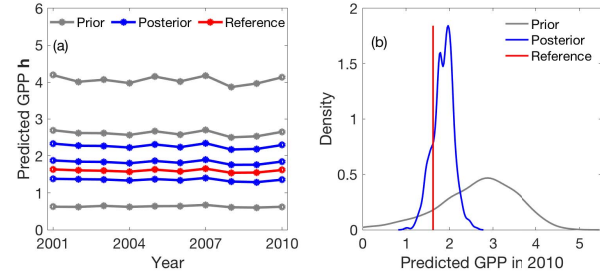 6
5
4
3
2
1
0
Predicted GPP h
Prior Posterior Reference
(a)
2001 2004 2007 2010
Year
2
1.5
1
0.5
0
Density
(b)
Prior
Posterior
Reference
0 1 2 3 4 5
Predicted GPP in 2010